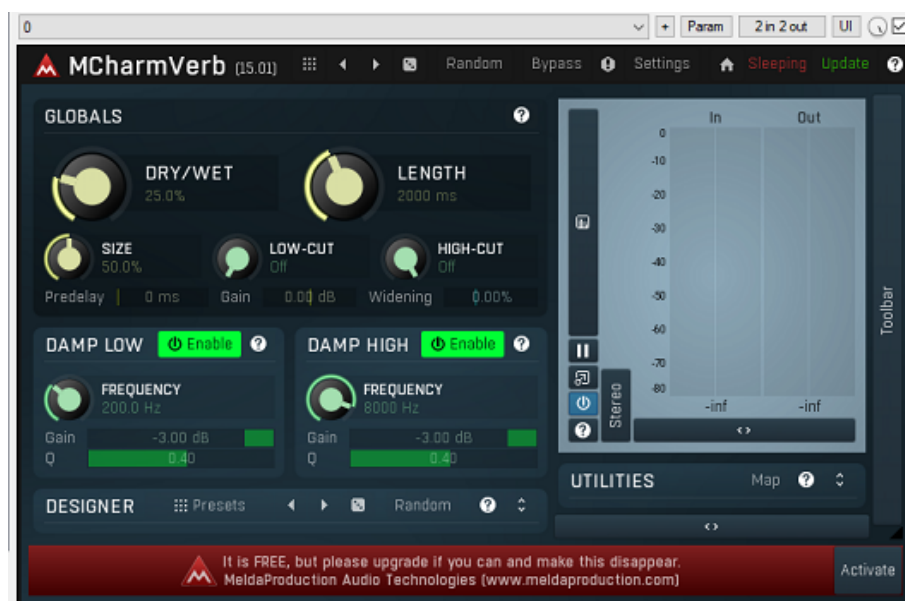 0
+ Param 2 in 2 out UI
MCharmVerb (15.01) Random Bypass Settings Sleeping Update ?
GLOBALS ?
DRY/WET
25.0%
LENGTH
2000 ms
SIZE
50.0%
LOW-CUT
Off
HIGH-CUT
Off
Predelay 0 ms Gain 0.00 dB Widening 0.00%
DAMP LOW Enable ?
FREQUENCY
200.0 Hz
Gain -3.00 dB
Q 0.40
DAMP HIGH Enable ?
FREQUENCY
8000 Hz
Gain -3.00 dB
Q 0.40
DESIGNER Presets Random ?
In Out
0
-10
-20
-30
-40
-50
-60
-70
-80
-inf -inf
?
Stereo
UTILITIES Map ?
Toolbar
It is FREE, but please upgrade if you can and make this disappear.
MeldaProduction Audio Technologies (www.meldaproduction.com)
Activate